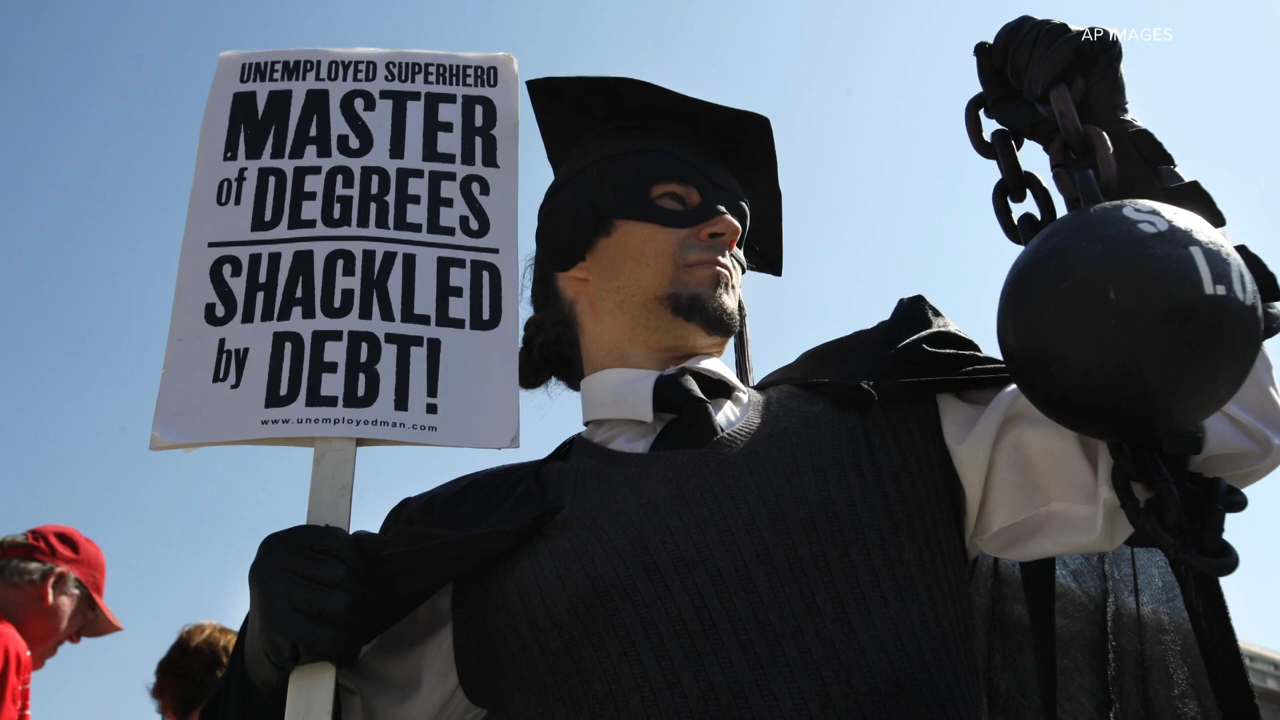 AP IMAGES
UNEMPLOYED SUPERHERO
MASTER
of DEGREES
SHACKLED
by DEBT!
www.unemployedman.com